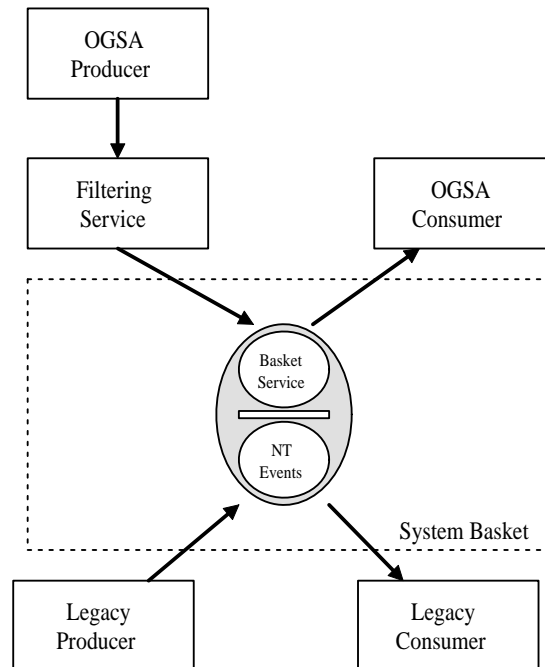 OGSA
Producer
Filtering
Service
OGSA
Consumer
Basket
Service
NT
Events
System Basket
Legacy
Producer
Legacy
Consumer